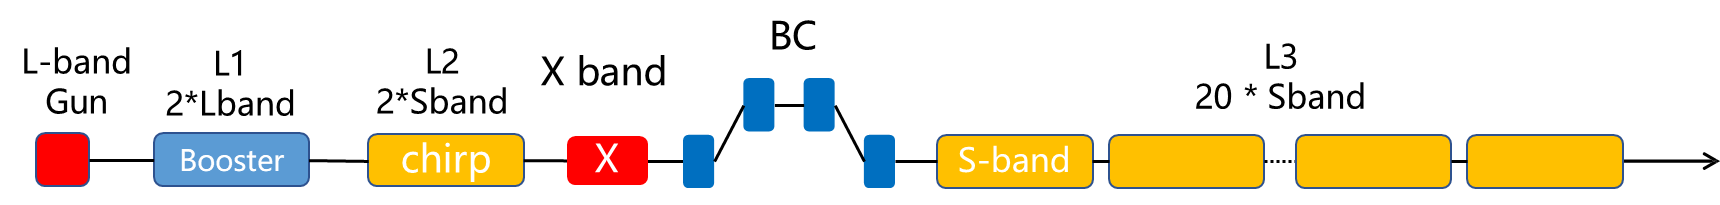 L-band
Gun
L1
2*Lband
Booster
L2
2*Sband
chirp
X band
X
BC
L3
20 * Sband
S-band